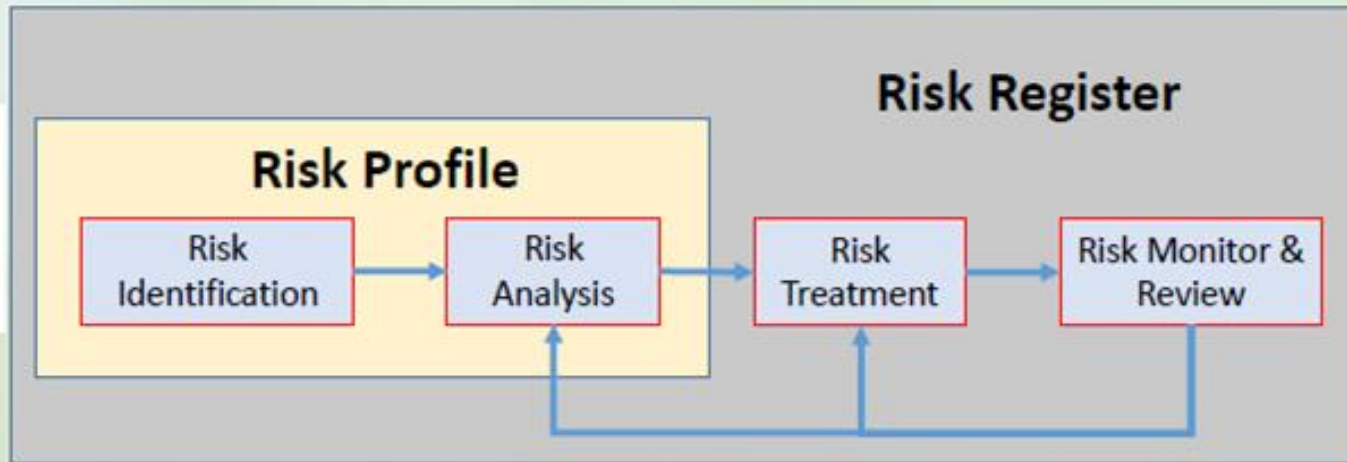 Risk Register
Risk Profile
Risk
Identification
Risk
Analysis
Risk
Treatment
Risk Monitor &
Review